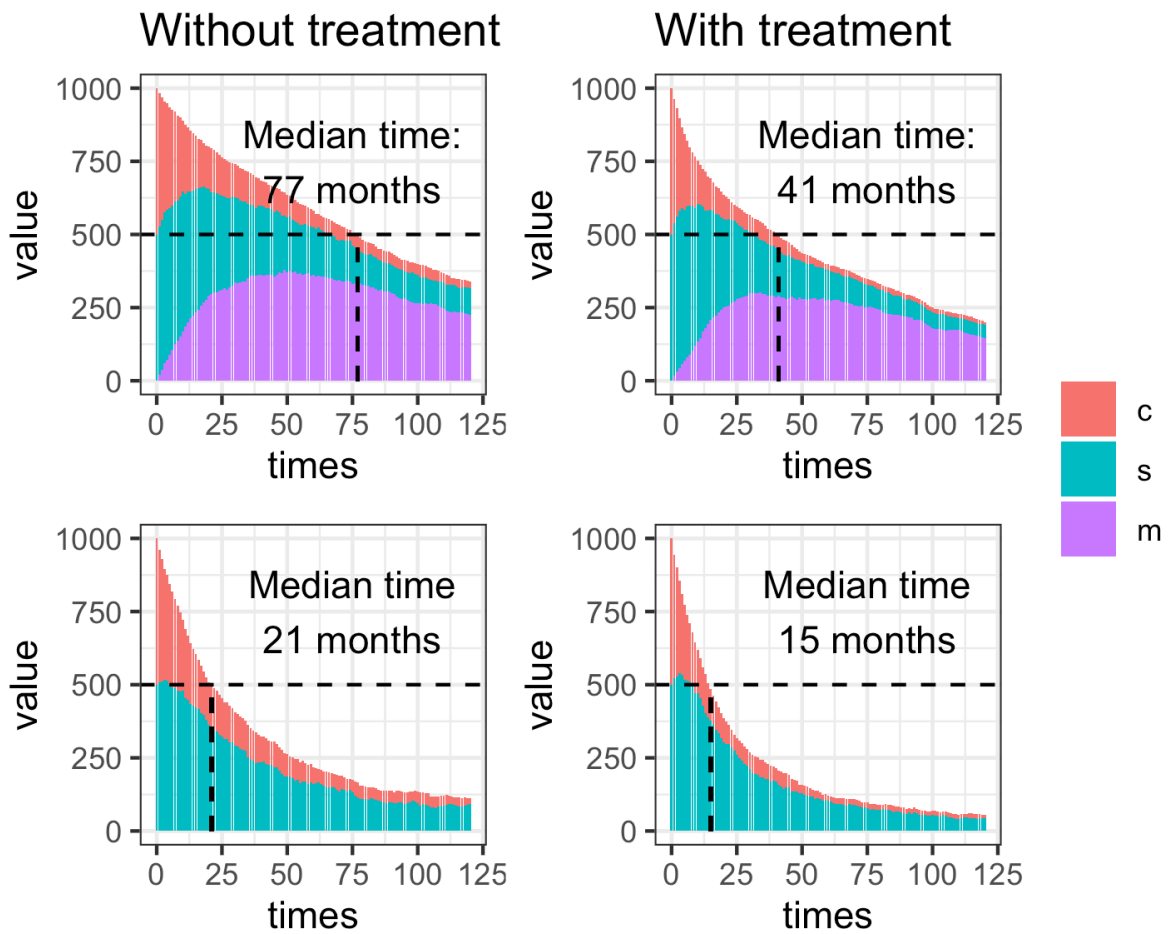 Without treatment
With treatment
1000
750
500
250
0
value
Median time:
77 months
0 25 50 75 100 125
times
1000
750
500
250
0
value
Median time:
41 months
0 25 50 75 100 125
times
c
s
m
1000
750
500
250
0
value
Median time
21 months
0 25 50 75 100 125
times
1000
750
500
250
0
value
Median time
15 months
0 25 50 75 100 125
times